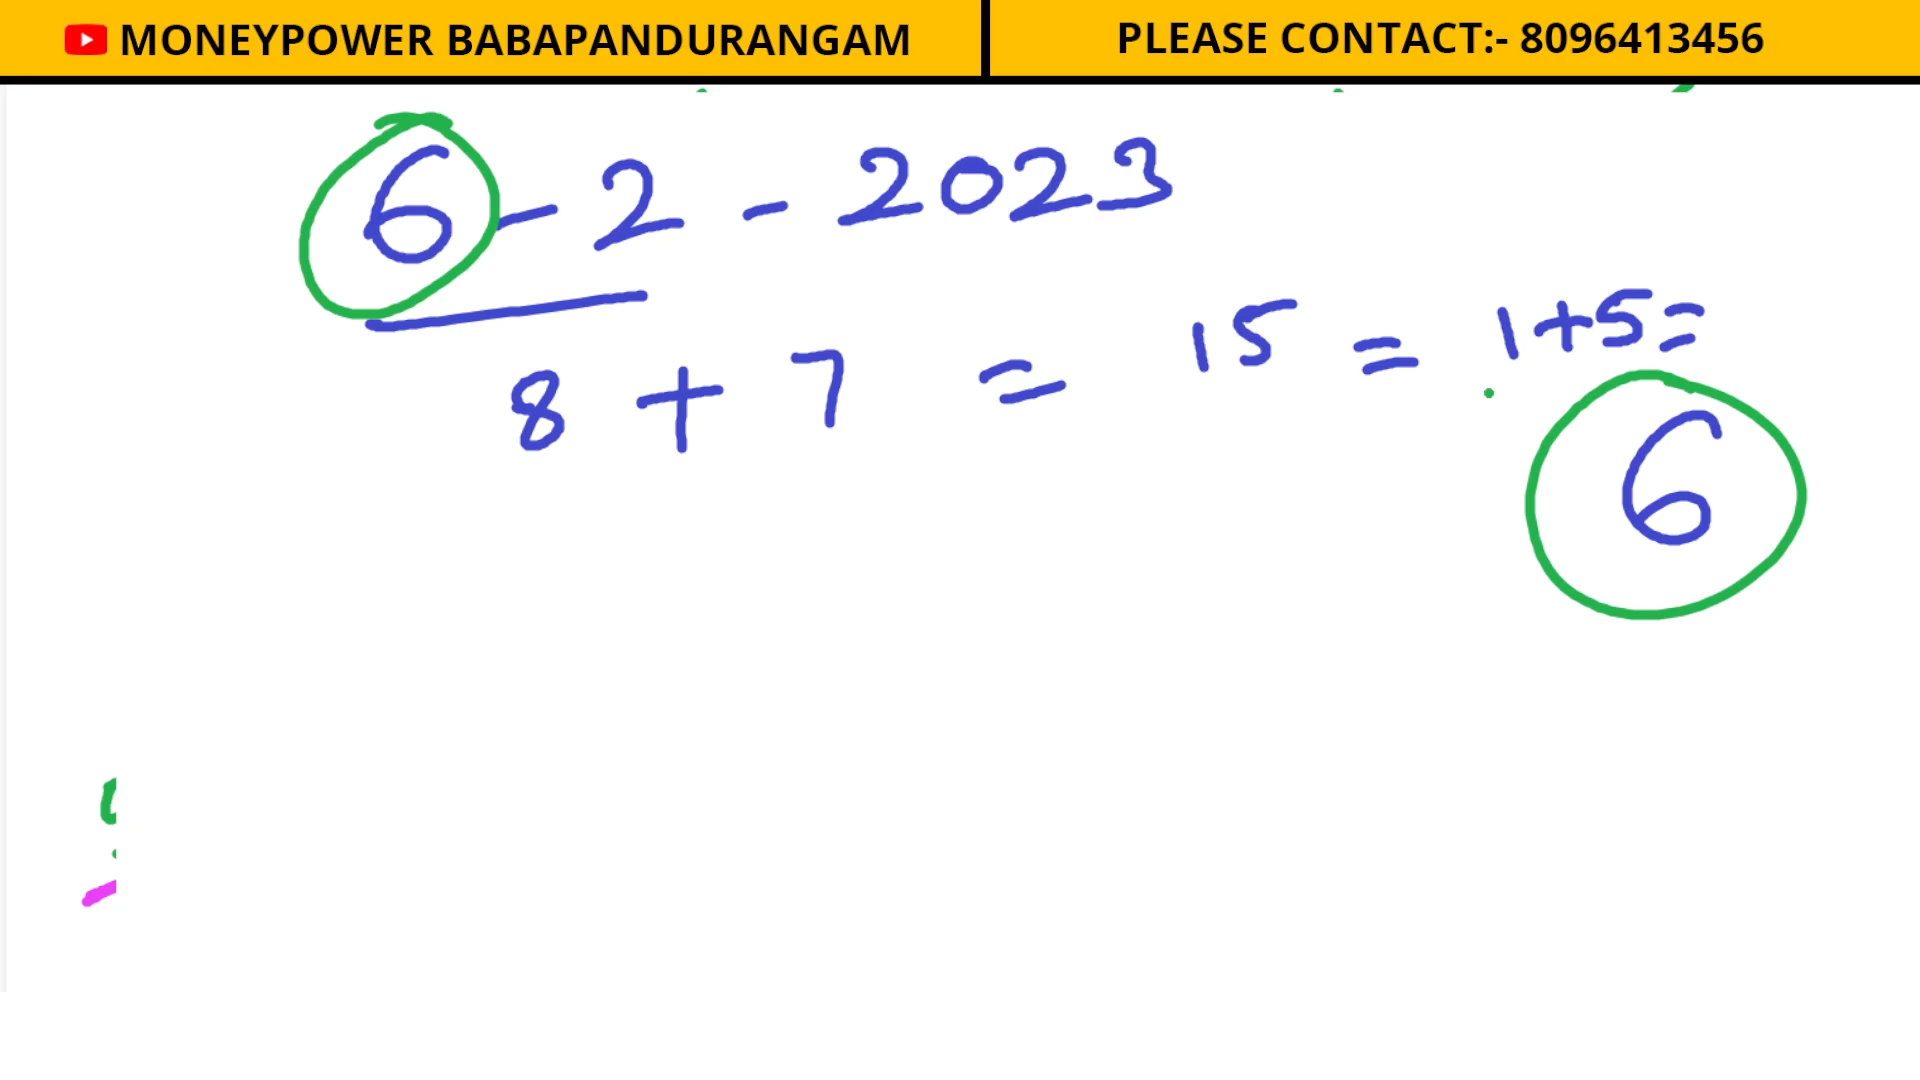 MONEYPOWER BABAPANDURANGAM
PLEASE CONTACT:- 8096413456
6 - 2 - 2023
8 + 7 = 15 = 1+5=
6